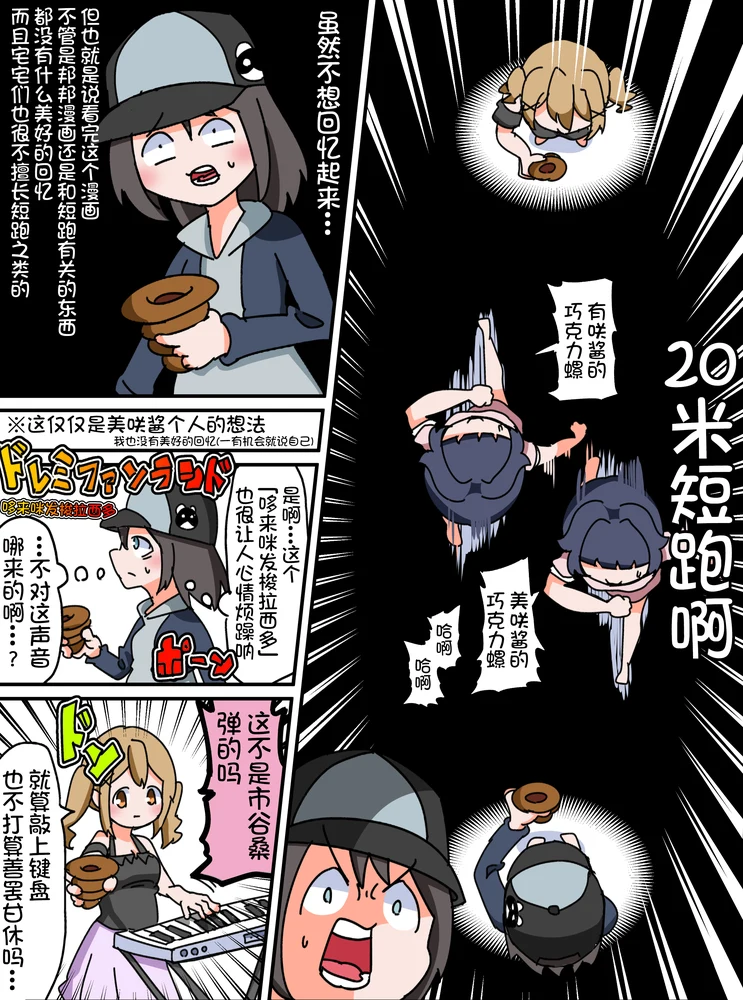 20米短跑啊
有咲酱的
巧克力螺
美咲酱的
巧克力螺
哈啊
哈啊
虽然不想回忆起来…
但也就是说看完这个漫画
不管是邦邦漫画还是和短跑有关的东西
都没有什么美好的回忆
而且宅宅们也很不擅长短跑之类的
※这仅仅是美咲酱个人的想法
我也没有美好的回忆(一有机会就说自己)
ドレミファソランド
哆来咪发梭拉西多
是啊……这个
「哆来咪发梭拉西多」
也很让人心情烦躁呐
…不对这声音
哪来的啊…？
ポーン
这不是市谷桑
弹的吗
ドン
就算敲上键盘
也不打算善罢甘休吗…